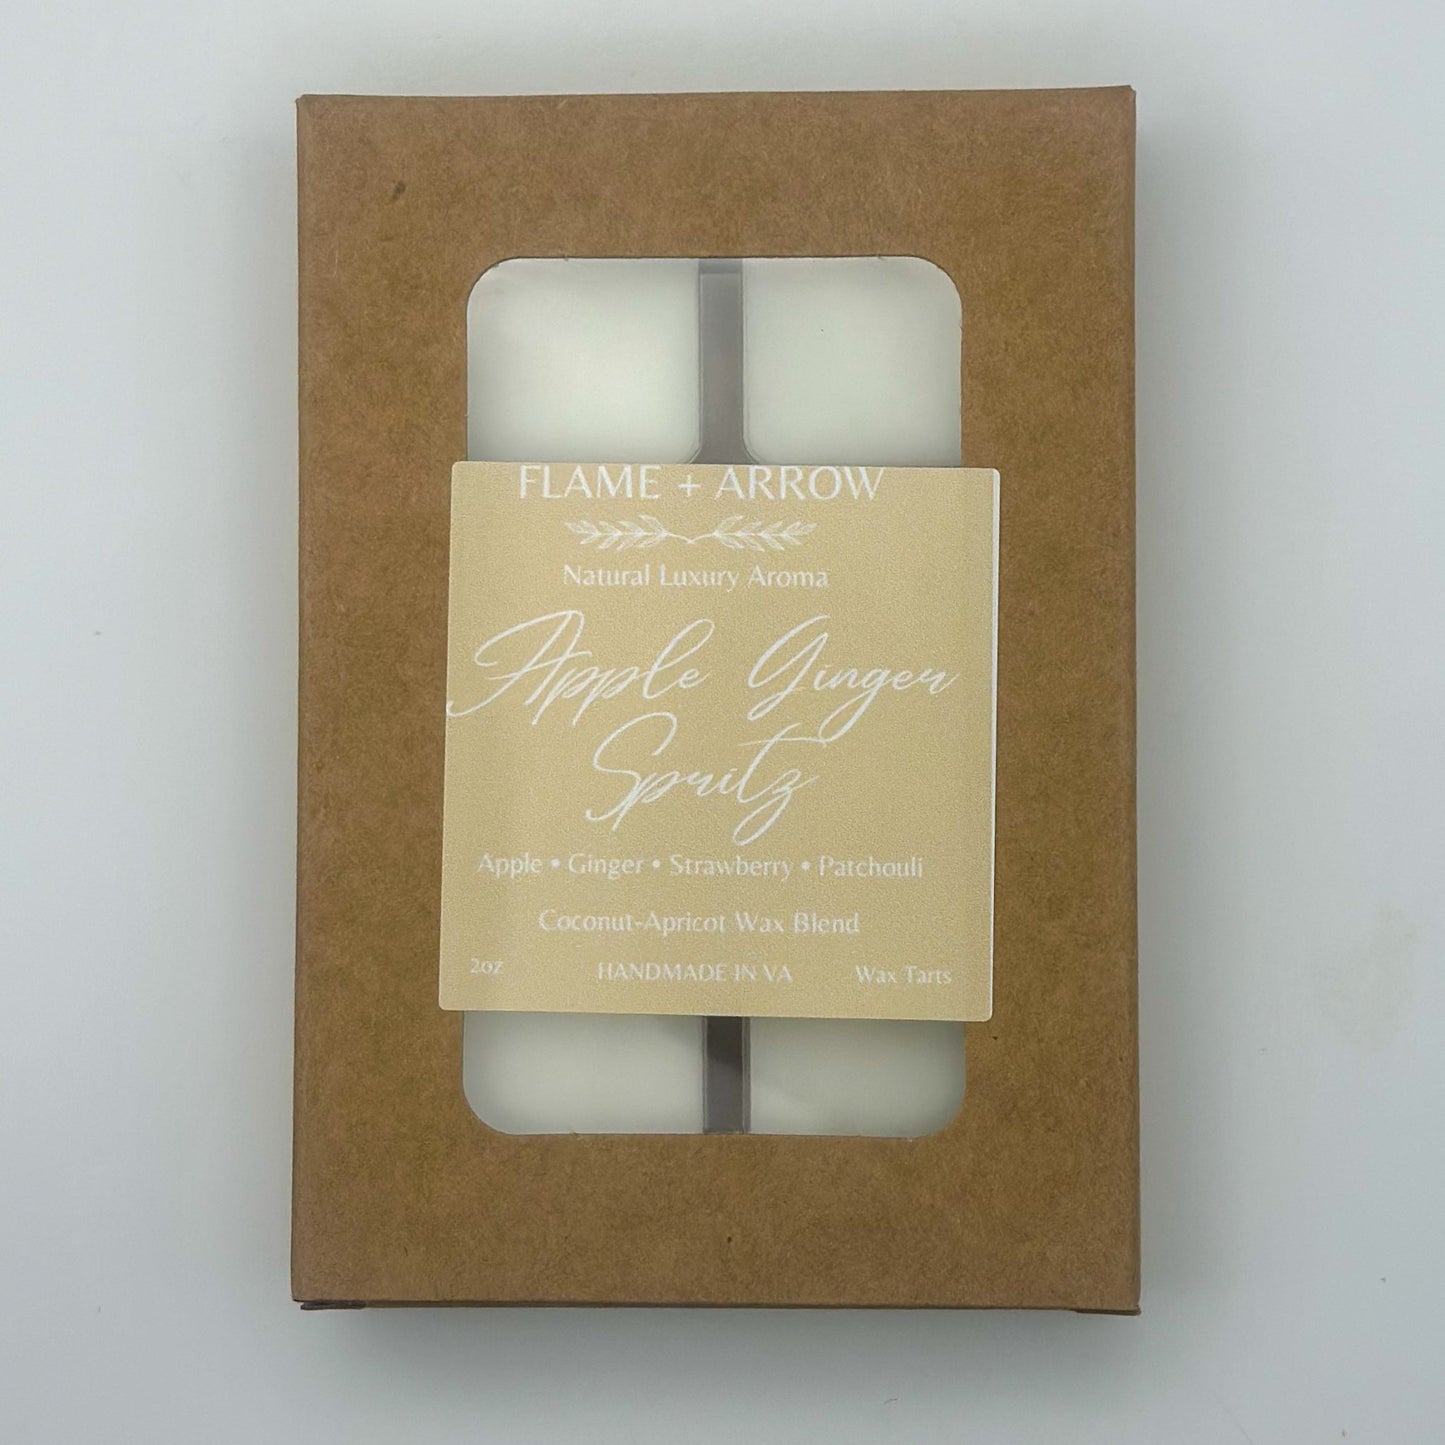 FLAME + ARROW
Natural Luxury Aroma
Apple Ginger
Spritz
Apple • Ginger • Strawberry • Patchouli
Coconut-Apricot Wax Blend
2oz HANDMADE IN VA Wax Tarts